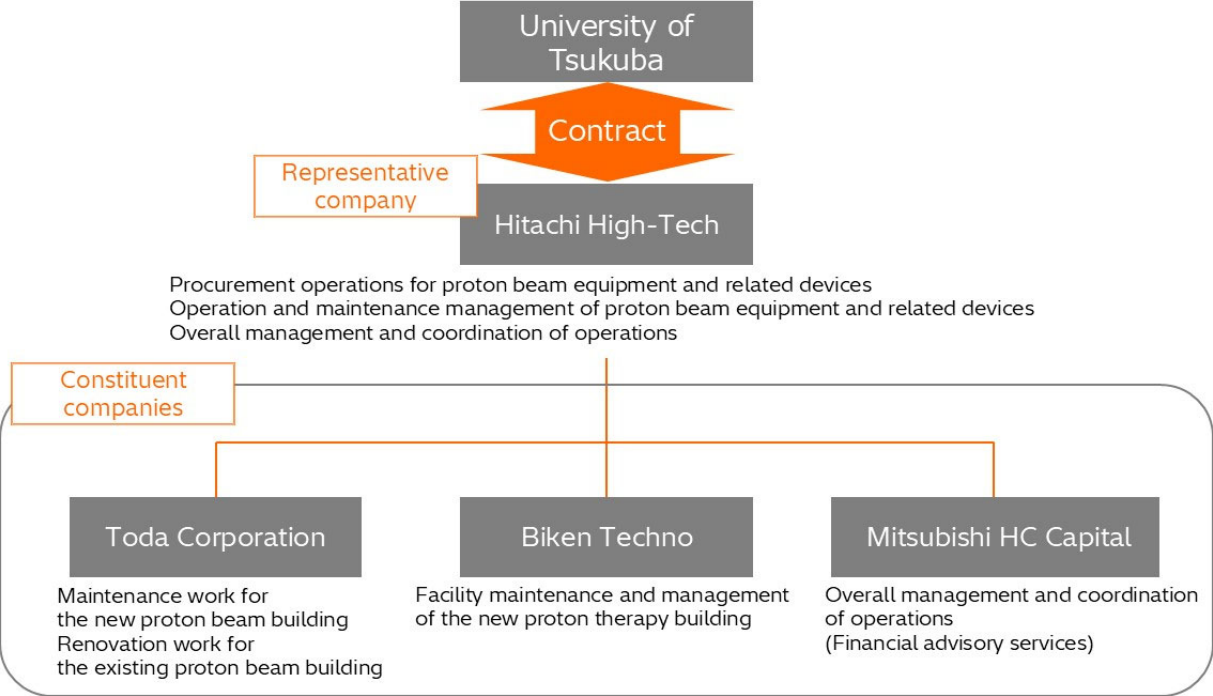 University of
Tsukuba
Contract
Representative
company
Hitachi High-Tech
Procurement operations for proton beam equipment and related devices
Operation and maintenance management of proton beam equipment and related devices
Overall management and coordination of operations
Constituent
companies
Toda Corporation
Maintenance work for
the new proton beam building
Renovation work for
the existing proton beam building
Biken Techno
Facility maintenance and management
of the new proton therapy building
Mitsubishi HC Capital
Overall management and coordination
of operations
(Financial advisory services)